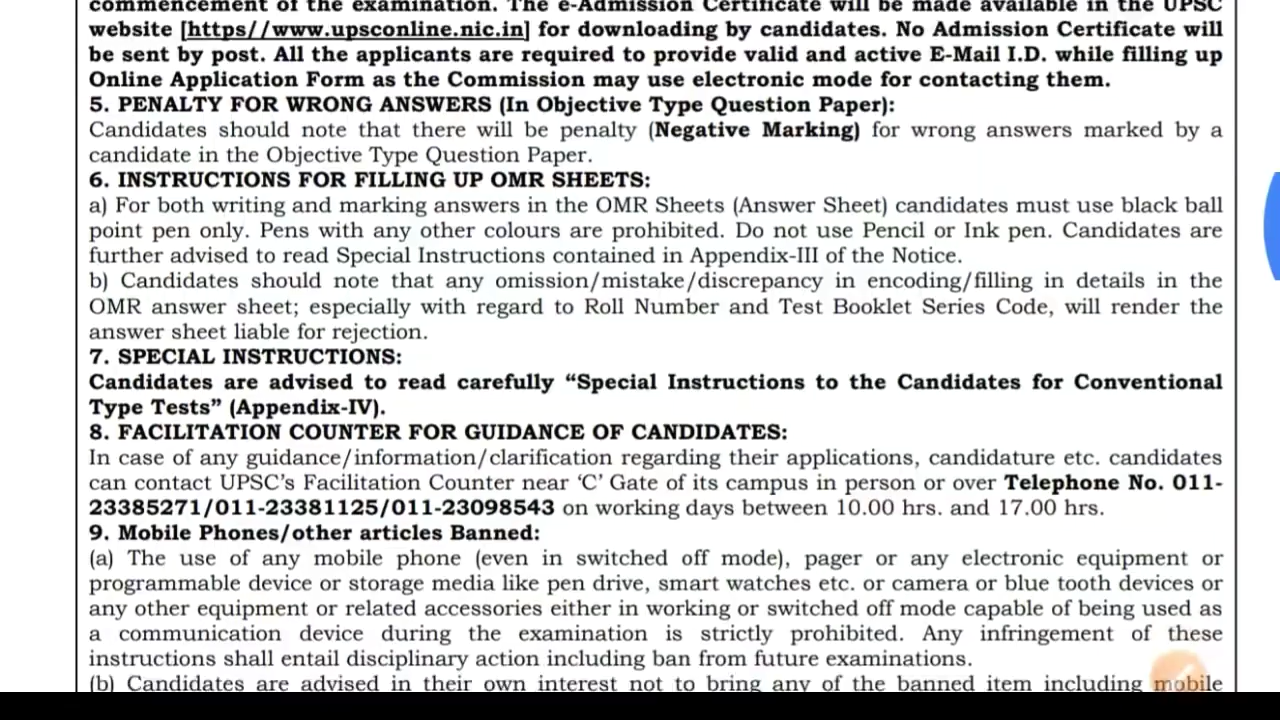 commencement of the examination. The e-Admission Certificate will be made available in the UPSC
website [https//www.upsconline.nic.in] for downloading by candidates. No Admission Certificate will
be sent by post. All the applicants are required to provide valid and active E-Mail I.D. while filling up
Online Application Form as the Commission may use electronic mode for contacting them.
5. PENALTY FOR WRONG ANSWERS (In Objective Type Question Paper):
Candidates should note that there will be penalty (Negative Marking) for wrong answers marked by a
candidate in the Objective Type Question Paper.
6. INSTRUCTIONS FOR FILLING UP OMR SHEETS:
a) For both writing and marking answers in the OMR Sheets (Answer Sheet) candidates must use black ball
point pen only. Pens with any other colours are prohibited. Do not use Pencil or Ink pen. Candidates are
further advised to read Special Instructions contained in Appendix-III of the Notice.
b) Candidates should note that any omission/mistake/discrepancy in encoding/filling in details in the
OMR answer sheet; especially with regard to Roll Number and Test Booklet Series Code, will render the
answer sheet liable for rejection.
7. SPECIAL INSTRUCTIONS:
Candidates are advised to read carefully “Special Instructions to the Candidates for Conventional
Type Tests” (Appendix-IV).
8. FACILITATION COUNTER FOR GUIDANCE OF CANDIDATES:
In case of any guidance/information/clarification regarding their applications, candidature etc. candidates
can contact UPSC’s Facilitation Counter near ‘C’ Gate of its campus in person or over Telephone No. 011-
23385271/011-23381125/011-23098543 on working days between 10.00 hrs. and 17.00 hrs.
9. Mobile Phones/other articles Banned:
(a) The use of any mobile phone (even in switched off mode), pager or any electronic equipment or
programmable device or storage media like pen drive, smart watches etc. or camera or blue tooth devices or
any other equipment or related accessories either in working or switched off mode capable of being used as
a communication device during the examination is strictly prohibited. Any infringement of these
instructions shall entail disciplinary action including ban from future examinations.
(b) Candidates are advised in their own interest not to bring any of the banned item including mobile